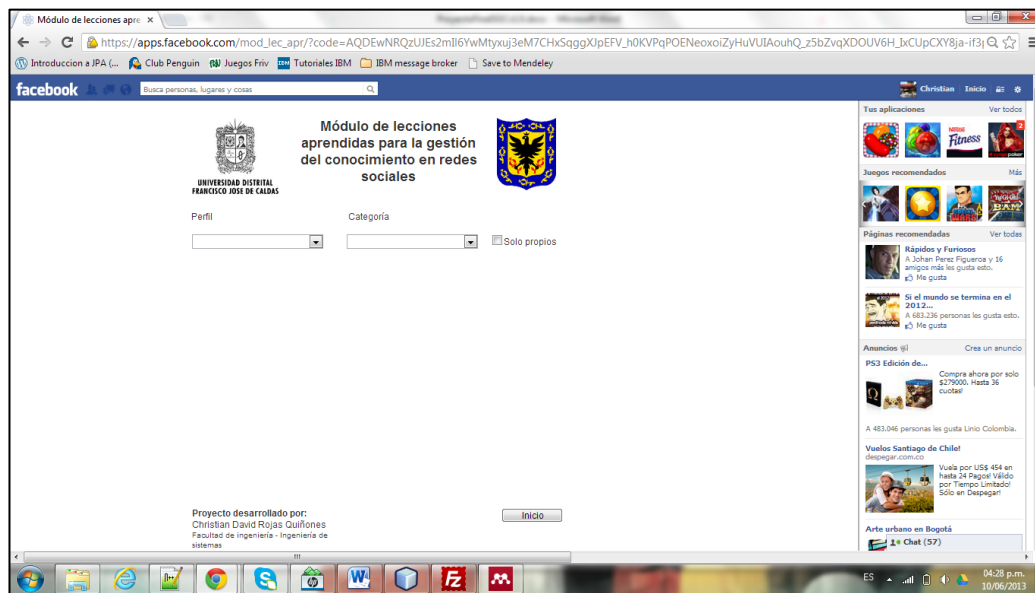 Módulo de lecciones apre ×
https://apps.facebook.com/mod_lec_apr/?code=
Introduccion a JPA (... Club Penguin Juegos Friv Tutoriales IBM IBM message broker Save to Mendeley
facebook Busca personas, lugares y cosas Christian Inicio
Módulo de lecciones
aprendidas para la gestión
del conocimiento en redes
sociales
UNIVERSIDAD DISTRITAL
FRANCISCO JOSE DE CALDAS
Perfil Categoría
Solo propios
Proyecto desarrollado por:
Christian David Rojas Quiñones
Facultad de ingeniería - Ingeniería de
sistemas
Inicio
Tus aplicaciones Ver todos
Fitness
2
poker
Juegos recomendados Más
WARS
BAM
Páginas recomendadas Ver todas
Rápidos y Furiosos
A Johan Perez Figueroa y 16
amigos más les gusta esto.
Me gusta
Si el mundo se termina en el
2012...
A 683.236 personas les gusta esto.
Me gusta
Anuncios Crea un anuncio
PS3 Edición de...
Compra ahora por solo
$279000. Hasta 36
cuotas!
A 483.046 personas les gusta Linio Colombia.
Vuelos Santiago de Chile!
despegar.com.co
Vuela por US$ 454 en
hasta 24 Pagos! Válido
por Tiempo Limitado!
Sólo en Despegar!
Arte urbano en Bogotá
Chat (57)
ES 04:28 p.m.
10/06/2013